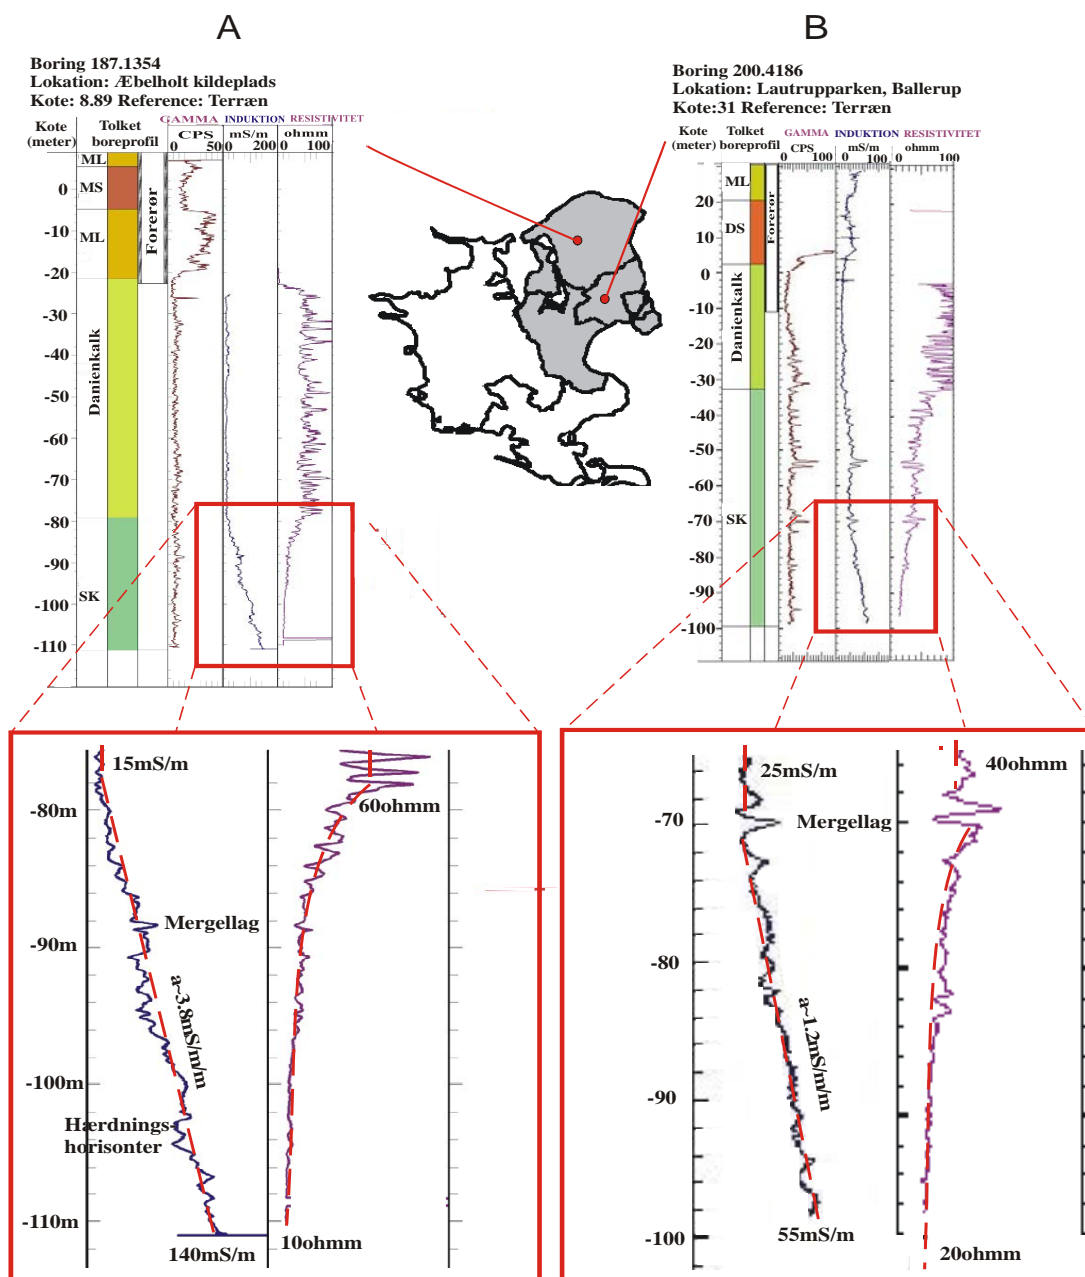 A
Boring 187.1354
Lokation: Æbelholt kildeplads
Kote: 8.89 Reference: Terræn
GAMMA INDUKTION RESISTIVITET
Kote (meter)
Tolket boreprofil
CPS mS/m ohmm
0 50 0 200 0 100
ML
MS
ML
Forerør
Danienkalk
SK
0
-10
-20
-30
-40
-50
-60
-70
-80
-90
-100
-110
B
Boring 200.4186
Lokation: Lautrupparken, Ballerup
Kote:31 Reference: Terræn
Kote (meter)
Tolket boreprofil
GAMMA INDUKTION RESISTIVITET
CPS mS/m ohmm
0 100 0 100 0 100
ML
DS
Forerør
Danienkalk
SK
30
20
10
0
-10
-20
-30
-40
-50
-60
-70
-80
-90
-100
15mS/m
60ohmm
-80m
Mergellag
-90m
a~3.8mS/m/m
-100m
Hærdnings-
horisonter
-110m
140mS/m
10ohmm
25mS/m
40ohmm
-70
Mergellag
-80
a~1.2mS/m/m
-90
-100
55mS/m
20ohmm